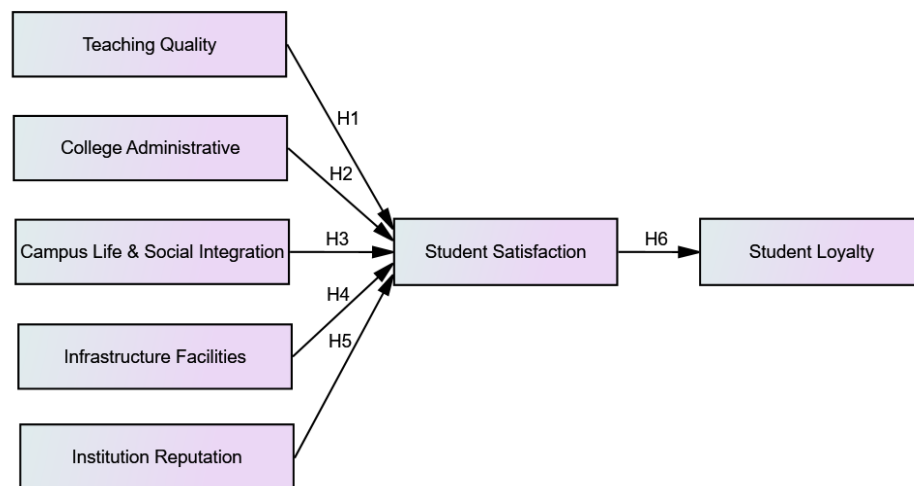 Teaching Quality
H1
College Administrative
H2
Campus Life & Social Integration
H3
Student Satisfaction
H6
Student Loyalty
H4
Infrastructure Facilities
H5
Institution Reputation